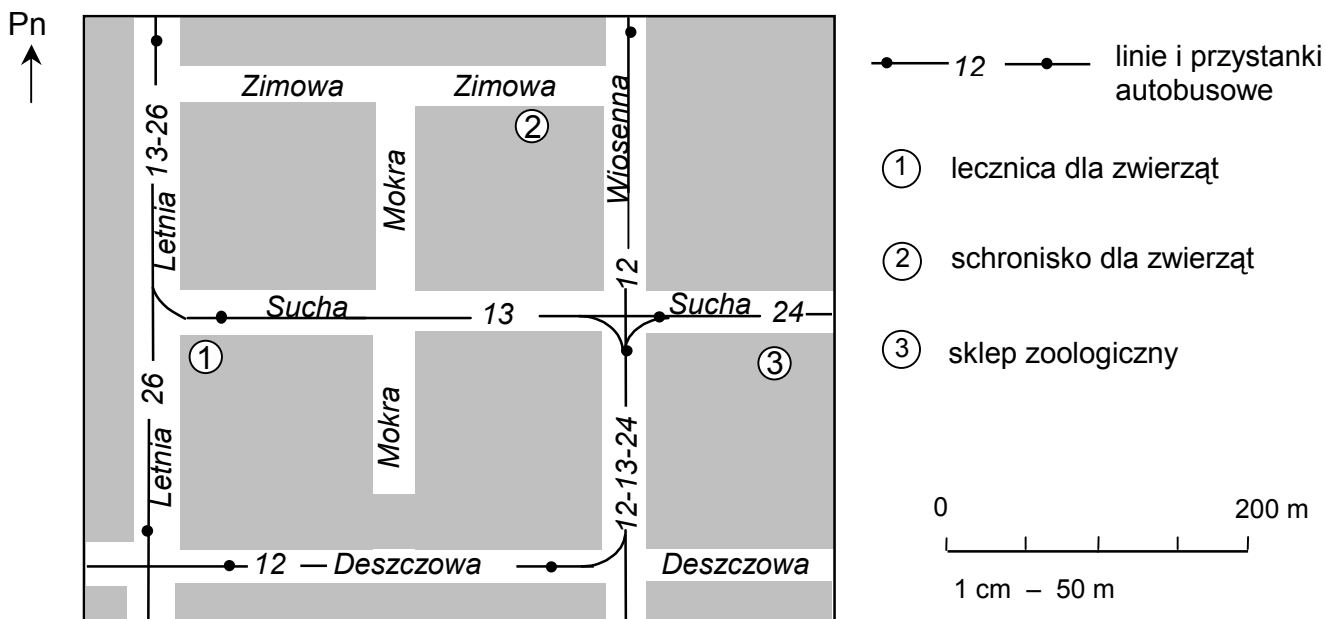 Pn
Zimowa
Zimowa
2
13-26
Letnia
Mokra
Wiosenna
12
Sucha
13
Sucha
24
1
3
26
Letnia
Mokra
12-13-24
12
Deszczowa
Deszczowa
12
linie i przystanki
autobusowe
1
lecznica dla zwierząt
2
schronisko dla zwierząt
3
sklep zoologiczny
0
200 m
1 cm – 50 m